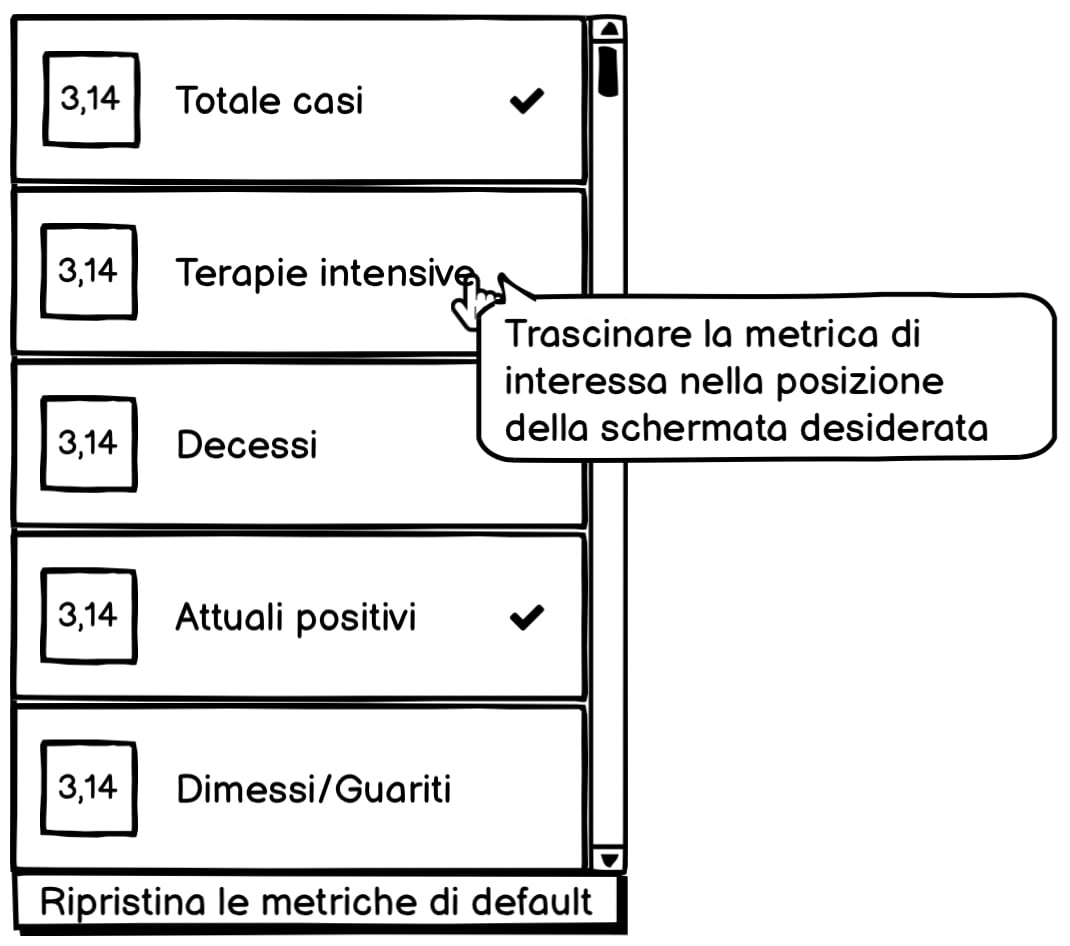 3,14 Totale casi
3,14 Terapie intensive
Trascinare la metrica di
interessa nella posizione
della schermata desiderata
3,14 Decessi
3,14 Attuali positivi
3,14 Dimessi/Guariti
Ripristina le metriche di default